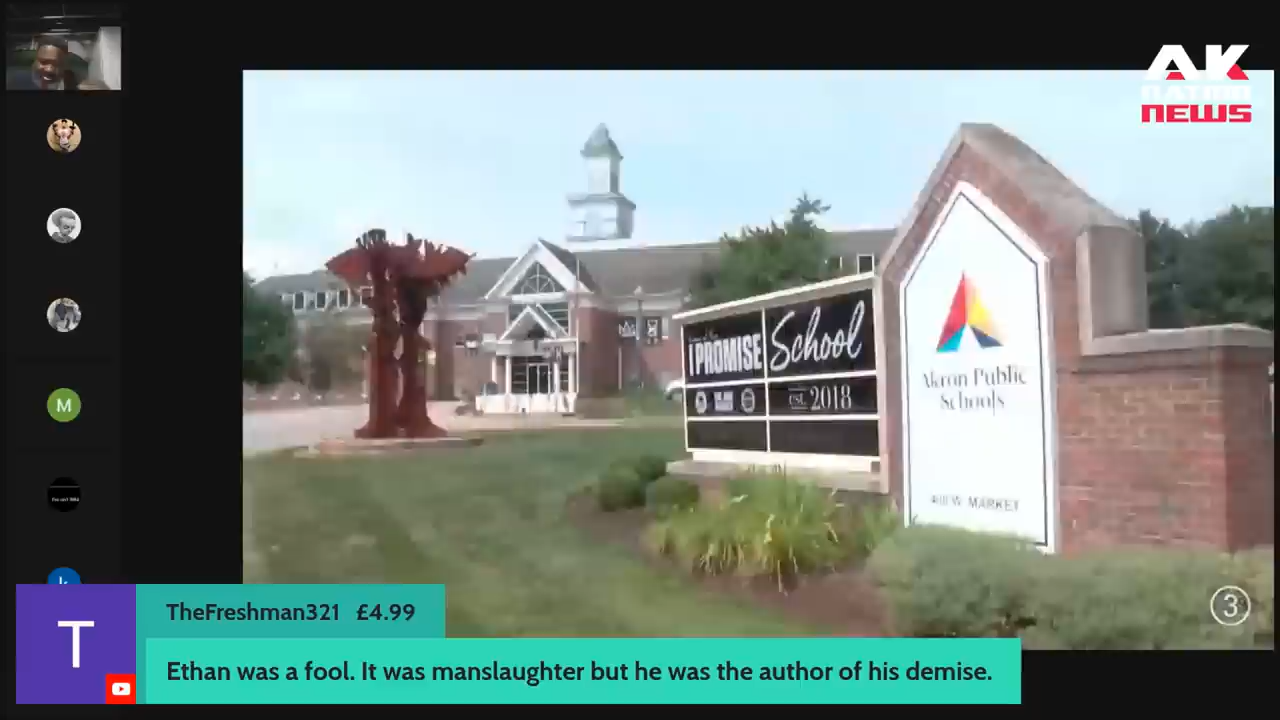 AK
NATION
NEWS
I PROMISE School
EST. 2018
Akron Public
Schools
400 W. MARKET
3
M
k
T
TheFreshman321 £4.99
Ethan was a fool. It was manslaughter but he was the author of his demise.